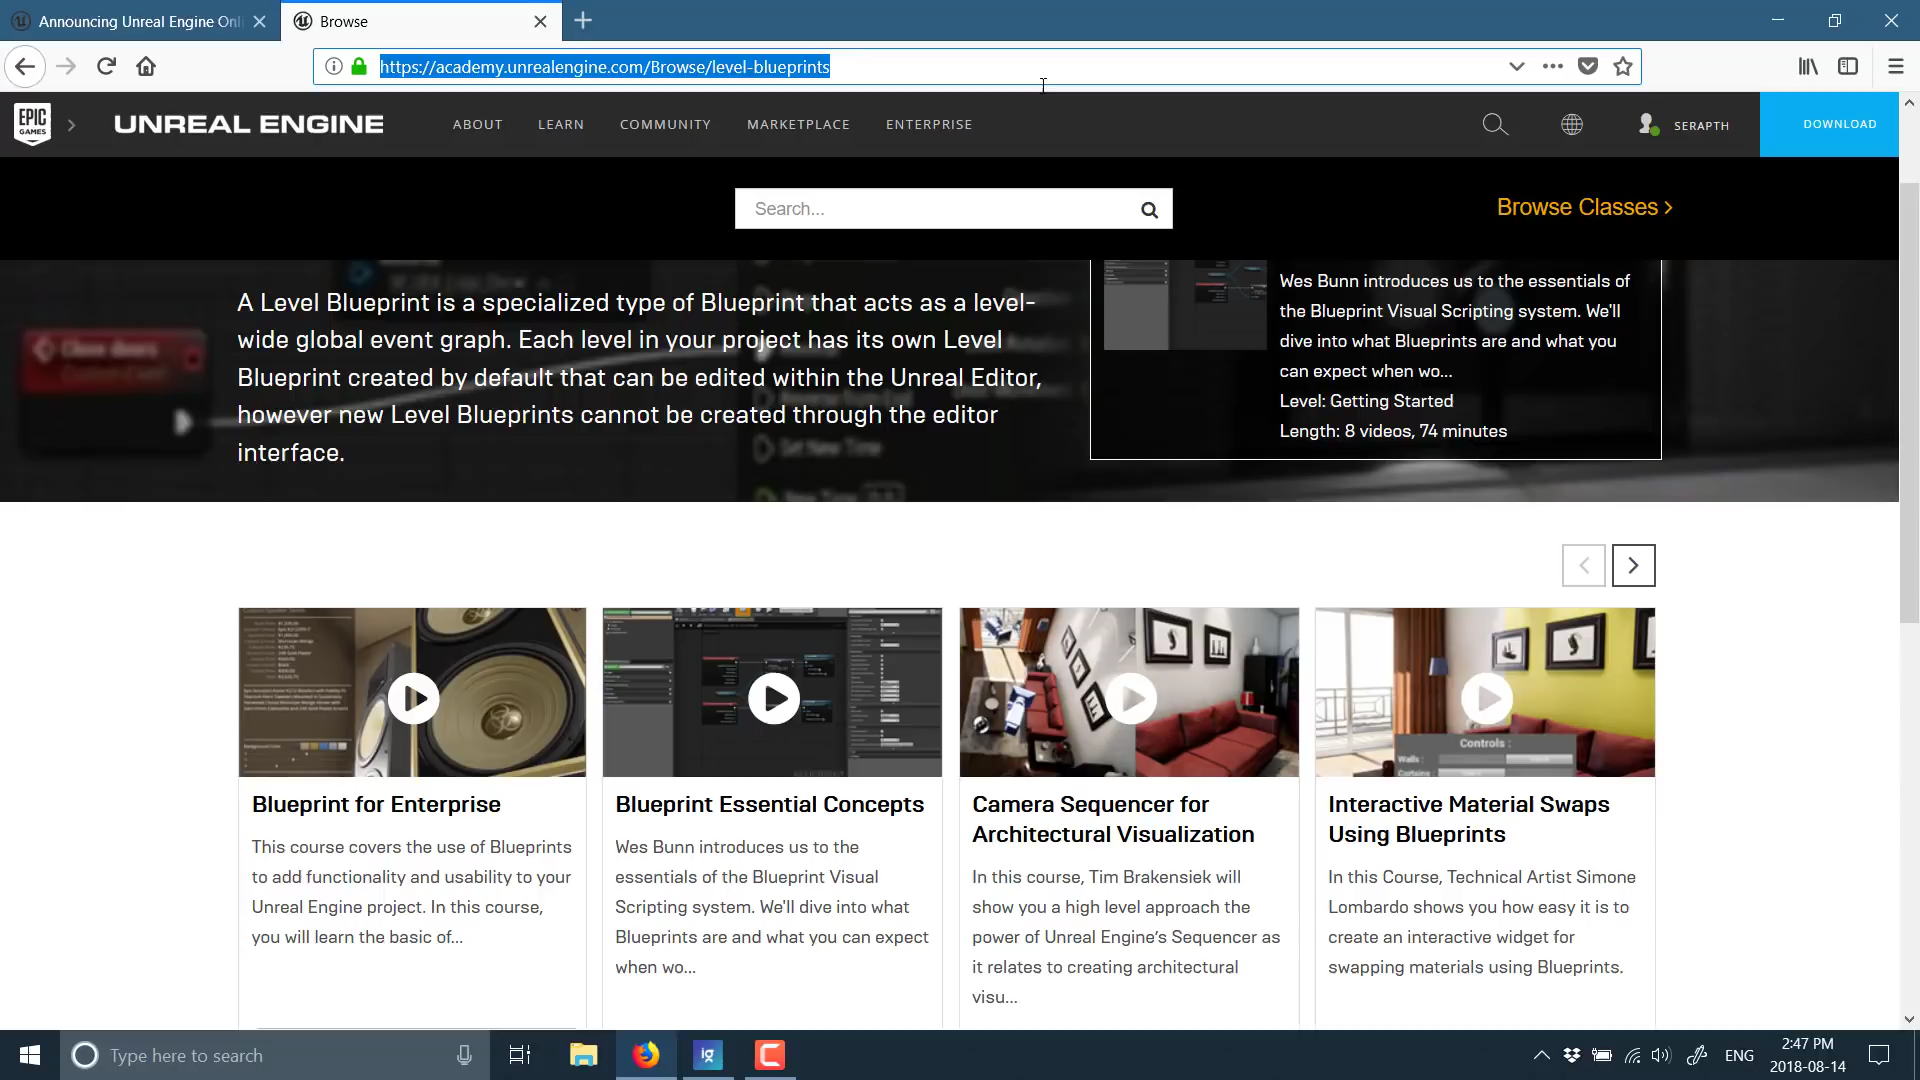 Announcing Unreal Engine Onl
Browse
https://academy.unrealengine.com/Browse/level-blueprints
EPIC GAMES
UNREAL ENGINE
ABOUT
LEARN
COMMUNITY
MARKETPLACE
ENTERPRISE
SERAPTH
DOWNLOAD
Search...
Browse Classes
A Level Blueprint is a specialized type of Blueprint that acts as a level-
wide global event graph. Each level in your project has its own Level
Blueprint created by default that can be edited within the Unreal Editor,
however new Level Blueprints cannot be created through the editor
interface.
Wes Bunn introduces us to the essentials of
the Blueprint Visual Scripting system. We'll
dive into what Blueprints are and what you
can expect when wo...
Level: Getting Started
Length: 8 videos, 74 minutes
Controls :
Blueprint for Enterprise
This course covers the use of Blueprints
to add functionality and usability to your
Unreal Engine project. In this course,
you will learn the basic of...
Blueprint Essential Concepts
Wes Bunn introduces us to the
essentials of the Blueprint Visual
Scripting system. We'll dive into what
Blueprints are and what you can expect
when wo...
Camera Sequencer for
Architectural Visualization
In this course, Tim Brakensiek will
show you a high level approach the
power of Unreal Engine’s Sequencer as
it relates to creating architectural
visu...
Interactive Material Swaps
Using Blueprints
In this Course, Technical Artist Simone
Lombardo shows you how easy it is to
create an interactive widget for
swapping materials using Blueprints.
Type here to search
ig
ENG
2:47 PM
2018-08-14